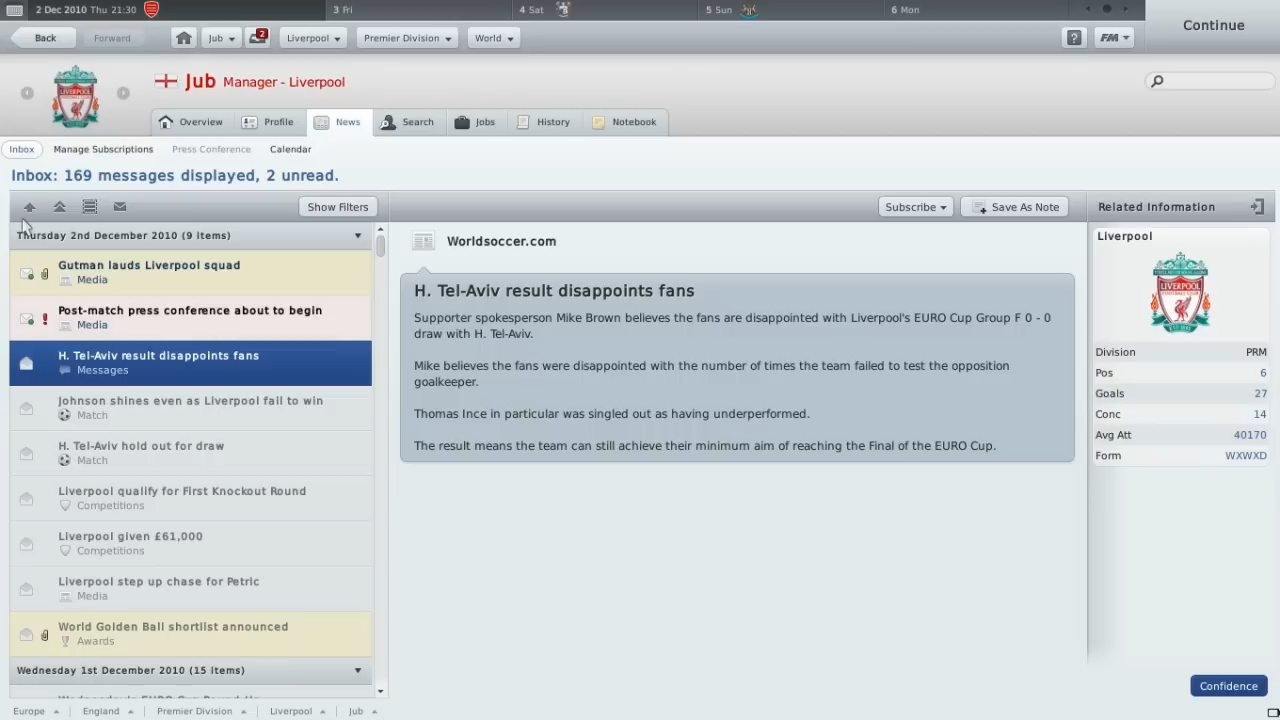 2 Dec 2010 Thu 21:30
3 Fri
4 Sat
5 Sun
6 Mon
Continue
Back
Forward
Jub
2
Liverpool
Premier Division
World
?
FM
Jub Manager - Liverpool
Overview
Profile
News
Search
Jobs
History
Notebook
Inbox
Manage Subscriptions
Press Conference
Calendar
Inbox: 169 messages displayed, 2 unread.
Show Filters
Subscribe
Save As Note
Related Information
Thursday 2nd December 2010 (9 items)
Gutman lauds Liverpool squad
Media
Post-match press conference about to begin
Media
H. Tel-Aviv result disappoints fans
Messages
Johnson shines even as Liverpool fail to win
Match
H. Tel-Aviv hold out for draw
Match
Liverpool qualify for First Knockout Round
Competitions
Liverpool given £61,000
Competitions
Liverpool step up chase for Petric
Media
World Golden Ball shortlist announced
Awards
Wednesday 1st December 2010 (15 items)
Worldsoccer.com
H. Tel-Aviv result disappoints fans
Supporter spokesperson Mike Brown believes the fans are disappointed with Liverpool's EURO Cup Group F 0 - 0
draw with H. Tel-Aviv.
Mike believes the fans were disappointed with the number of times the team failed to test the opposition
goalkeeper.
Thomas Ince in particular was singled out as having underperformed.
The result means the team can still achieve their minimum aim of reaching the Final of the EURO Cup.
Liverpool
Division PRM
Pos 6
Goals 27
Conc 14
Avg Att 40170
Form WXWXD
Confidence
Europe
England
Premier Division
Liverpool
Jub